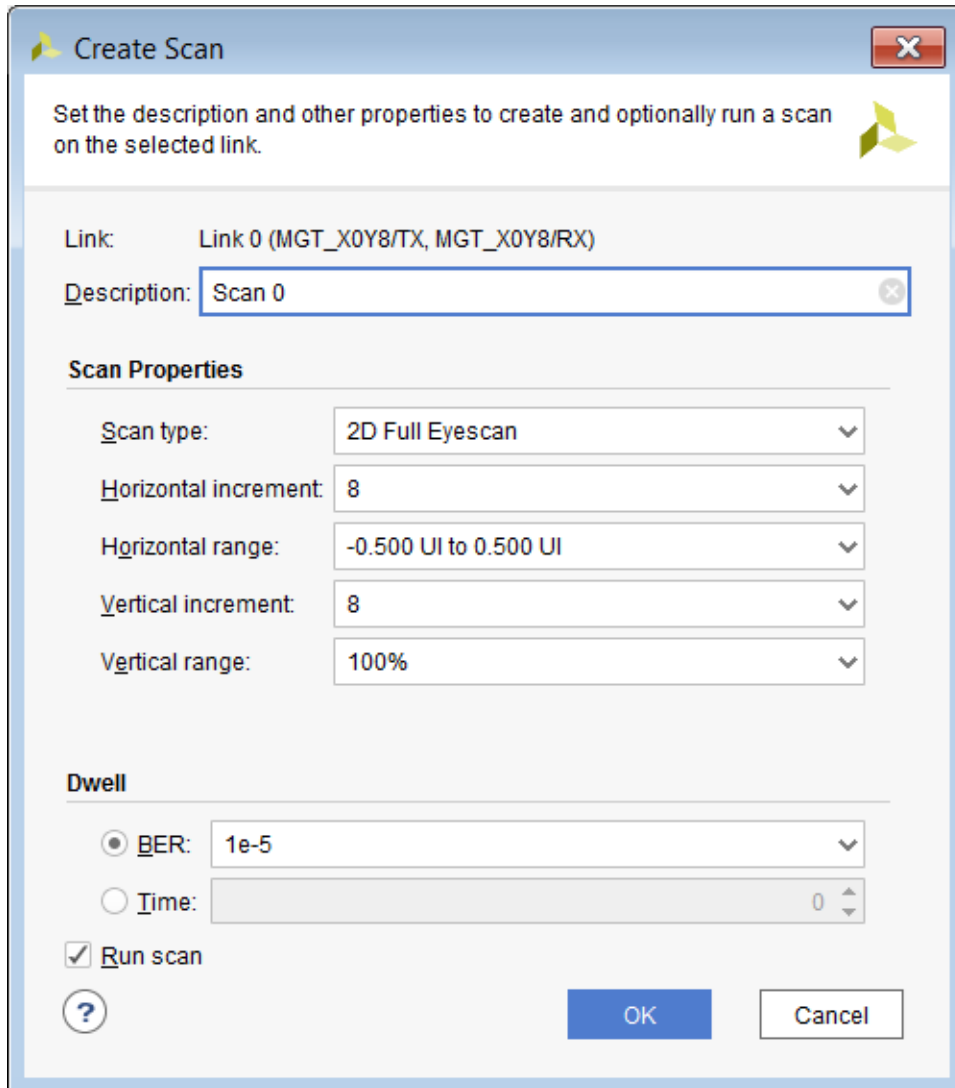 Create Scan
Set the description and other properties to create and optionally run a scan
on the selected link.
Link: Link 0 (MGT_X0Y8/TX, MGT_X0Y8/RX)
Description: Scan 0
Scan Properties
Scan type: 2D Full Eyescan
Horizontal increment: 8
Horizontal range: -0.500 UI to 0.500 UI
Vertical increment: 8
Vertical range: 100%
Dwell
BER: 1e-5
Time: 0
Run scan
? OK Cancel